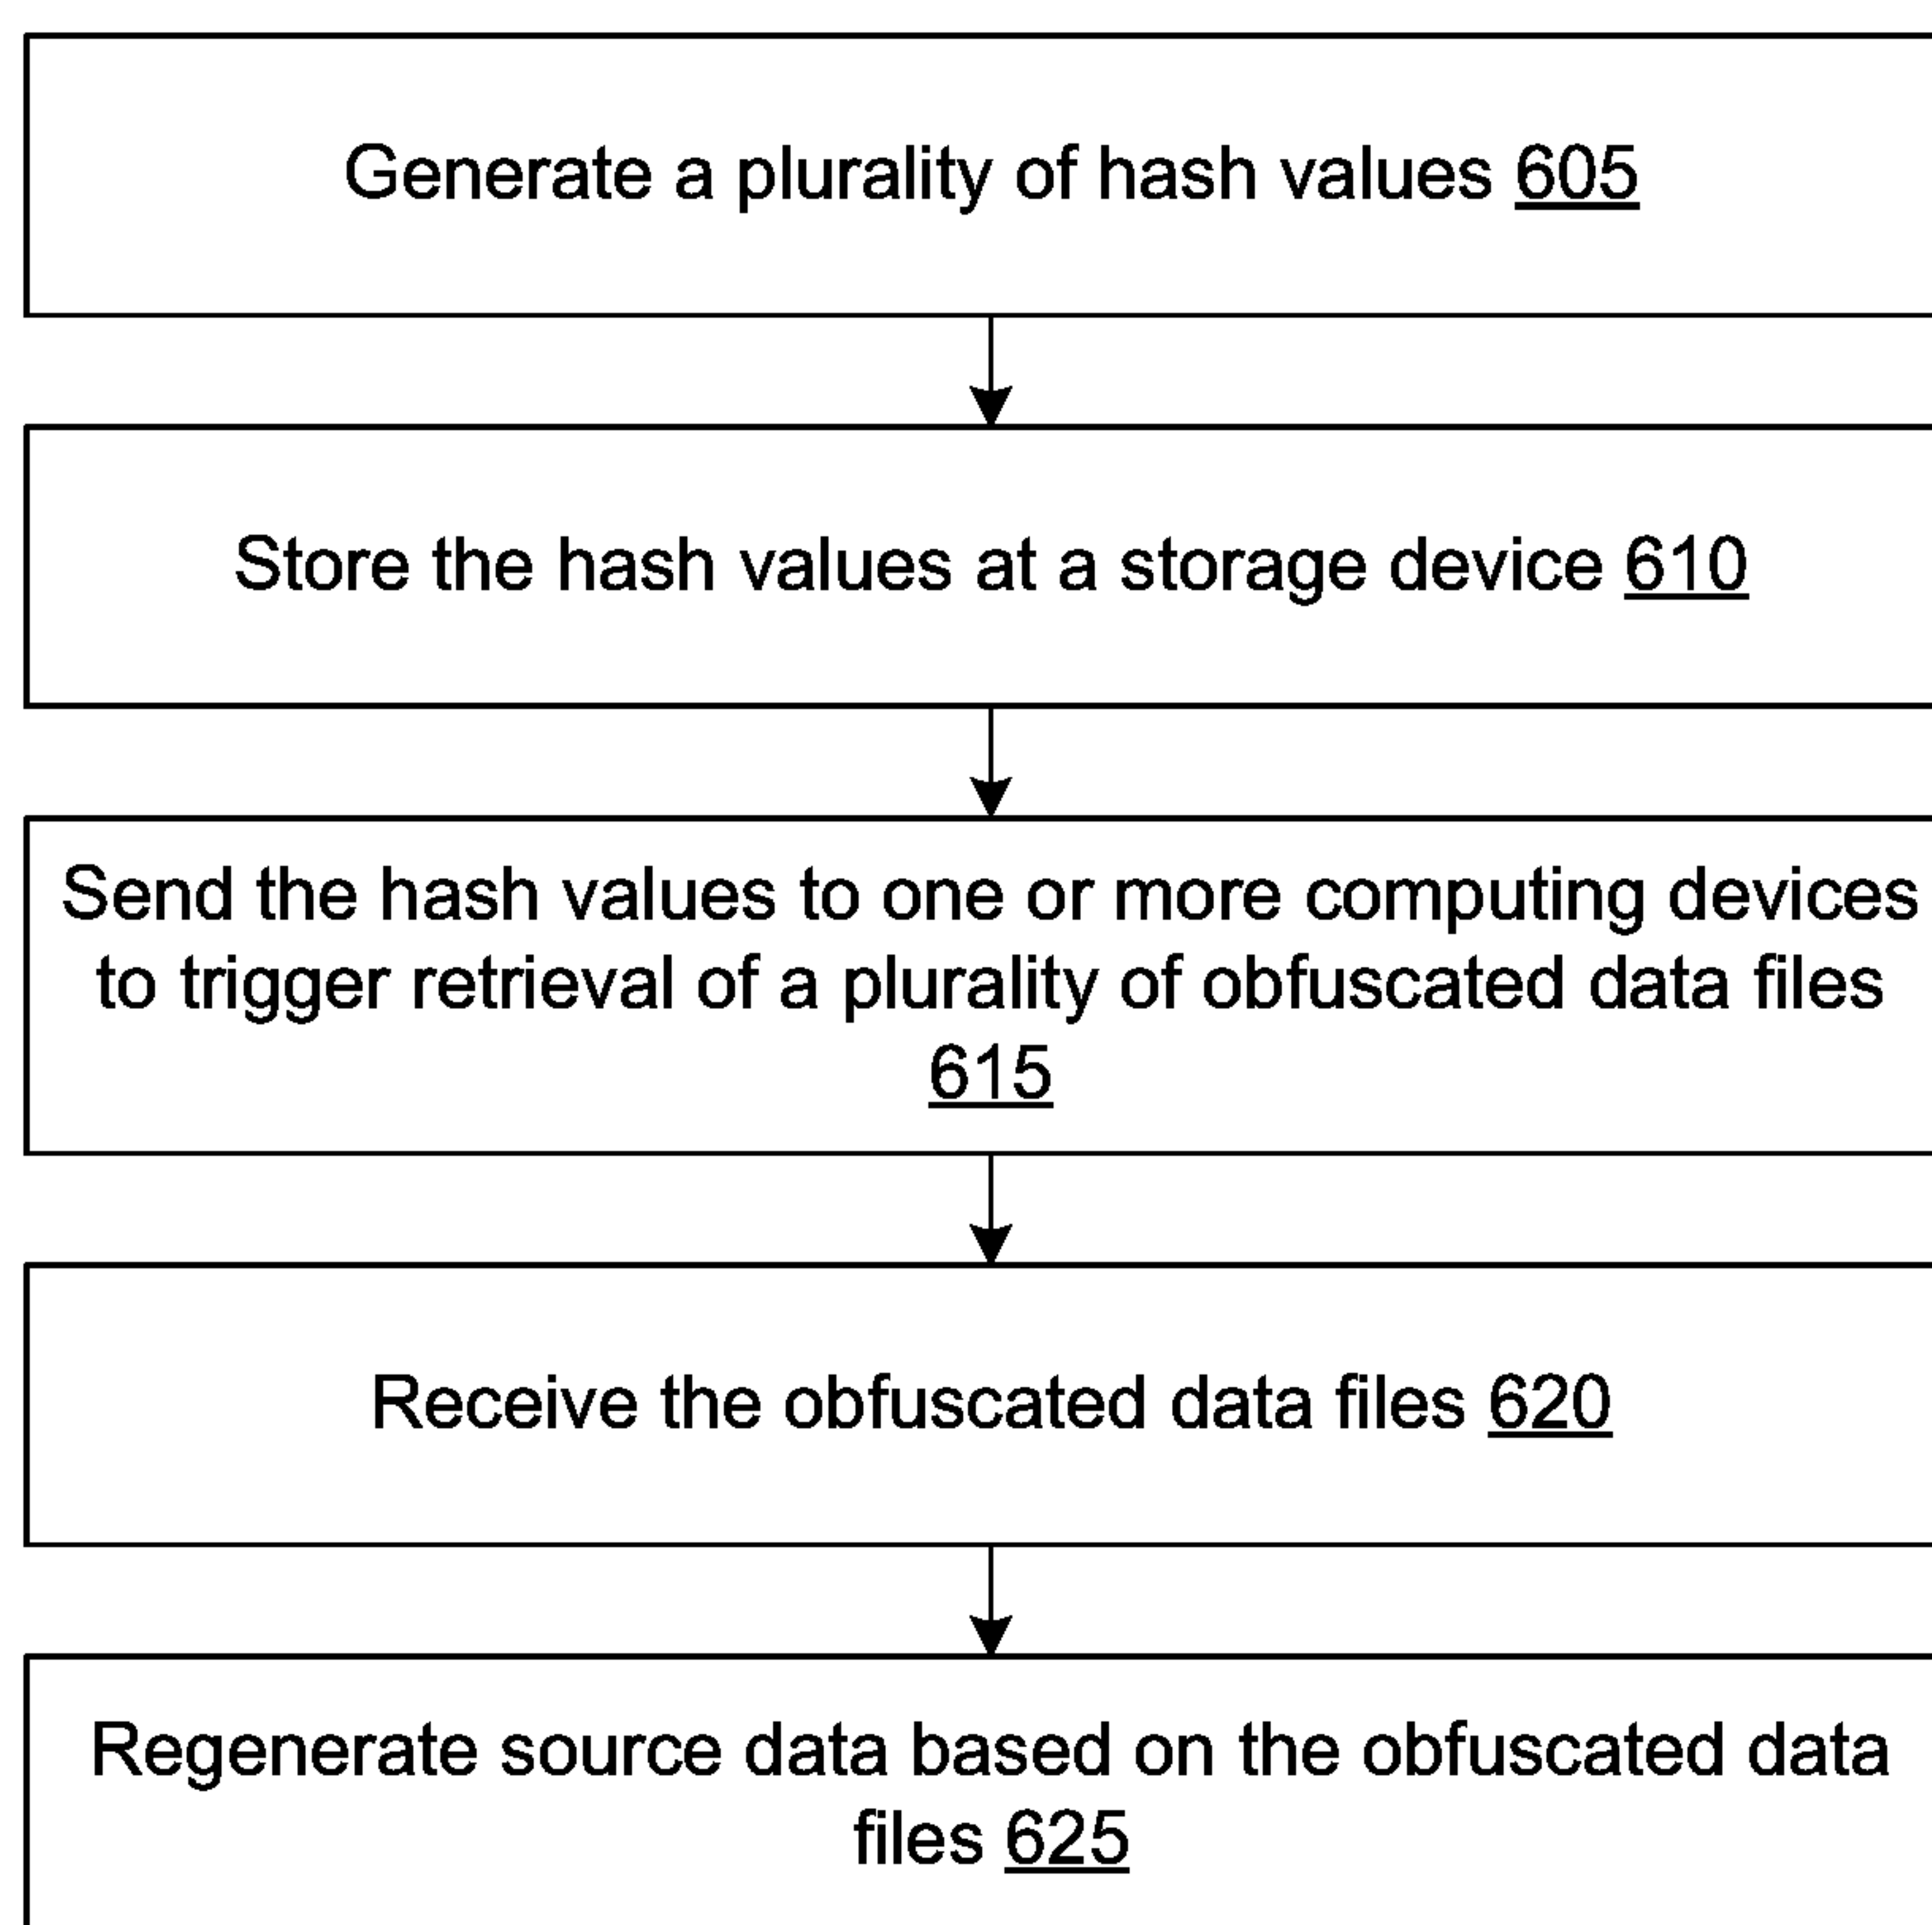 Generate a plurality of hash values 605
Store the hash values at a storage device 610
Send the hash values to one or more computing devices
to trigger retrieval of a plurality of obfuscated data files
615
Receive the obfuscated data files 620
Regenerate source data based on the obfuscated data
files 625